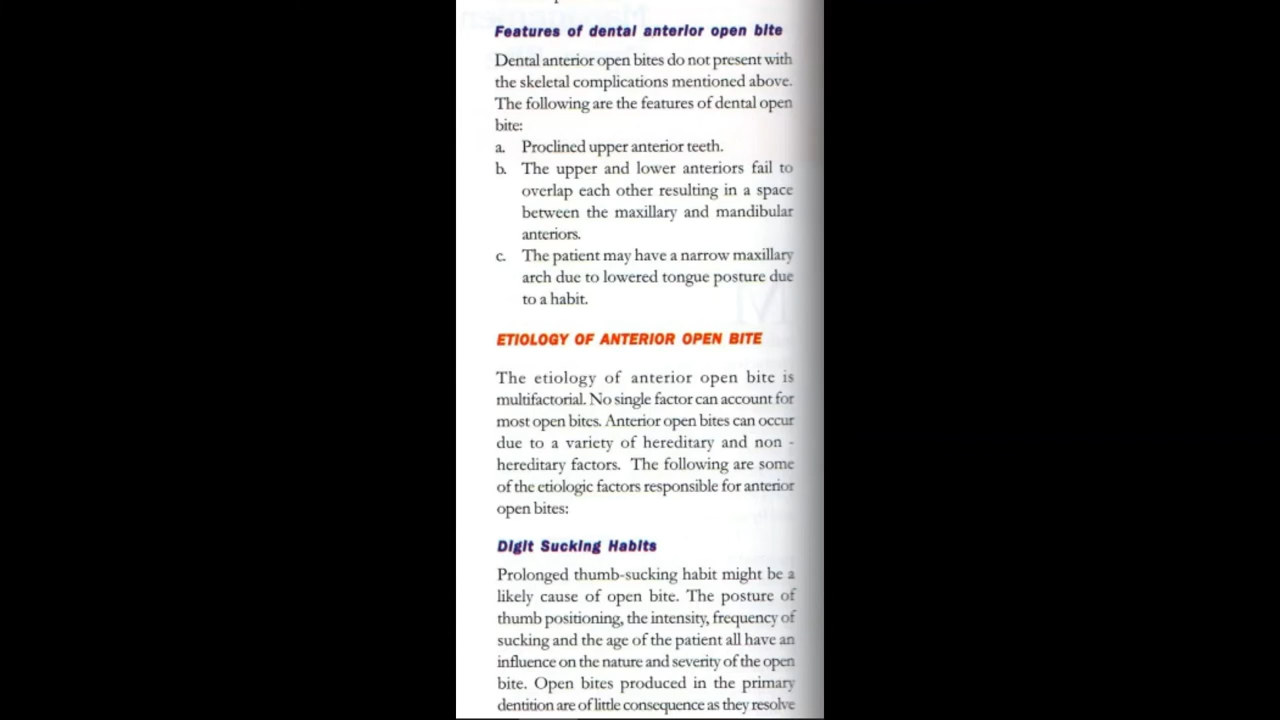 Features of dental anterior open bite
Dental anterior open bites do not present with
the skeletal complications mentioned above.
The following are the features of dental open
bite:
a. Proclined upper anterior teeth.
b. The upper and lower anteriors fail to
overlap each other resulting in a space
between the maxillary and mandibular
anteriors.
c. The patient may have a narrow maxillary
arch due to lowered tongue posture due
to a habit.
ETIOLOGY OF ANTERIOR OPEN BITE
The etiology of anterior open bite is
multifactorial. No single factor can account for
most open bites. Anterior open bites can occur
due to a variety of hereditary and non -
hereditary factors. The following are some
of the etiologic factors responsible for anterior
open bites:
Digit Sucking Habits
Prolonged thumb-sucking habit might be a
likely cause of open bite. The posture of
thumb positioning, the intensity, frequency of
sucking and the age of the patient all have an
influence on the nature and severity of the open
bite. Open bites produced in the primary
dentition are of little consequence as they resolve